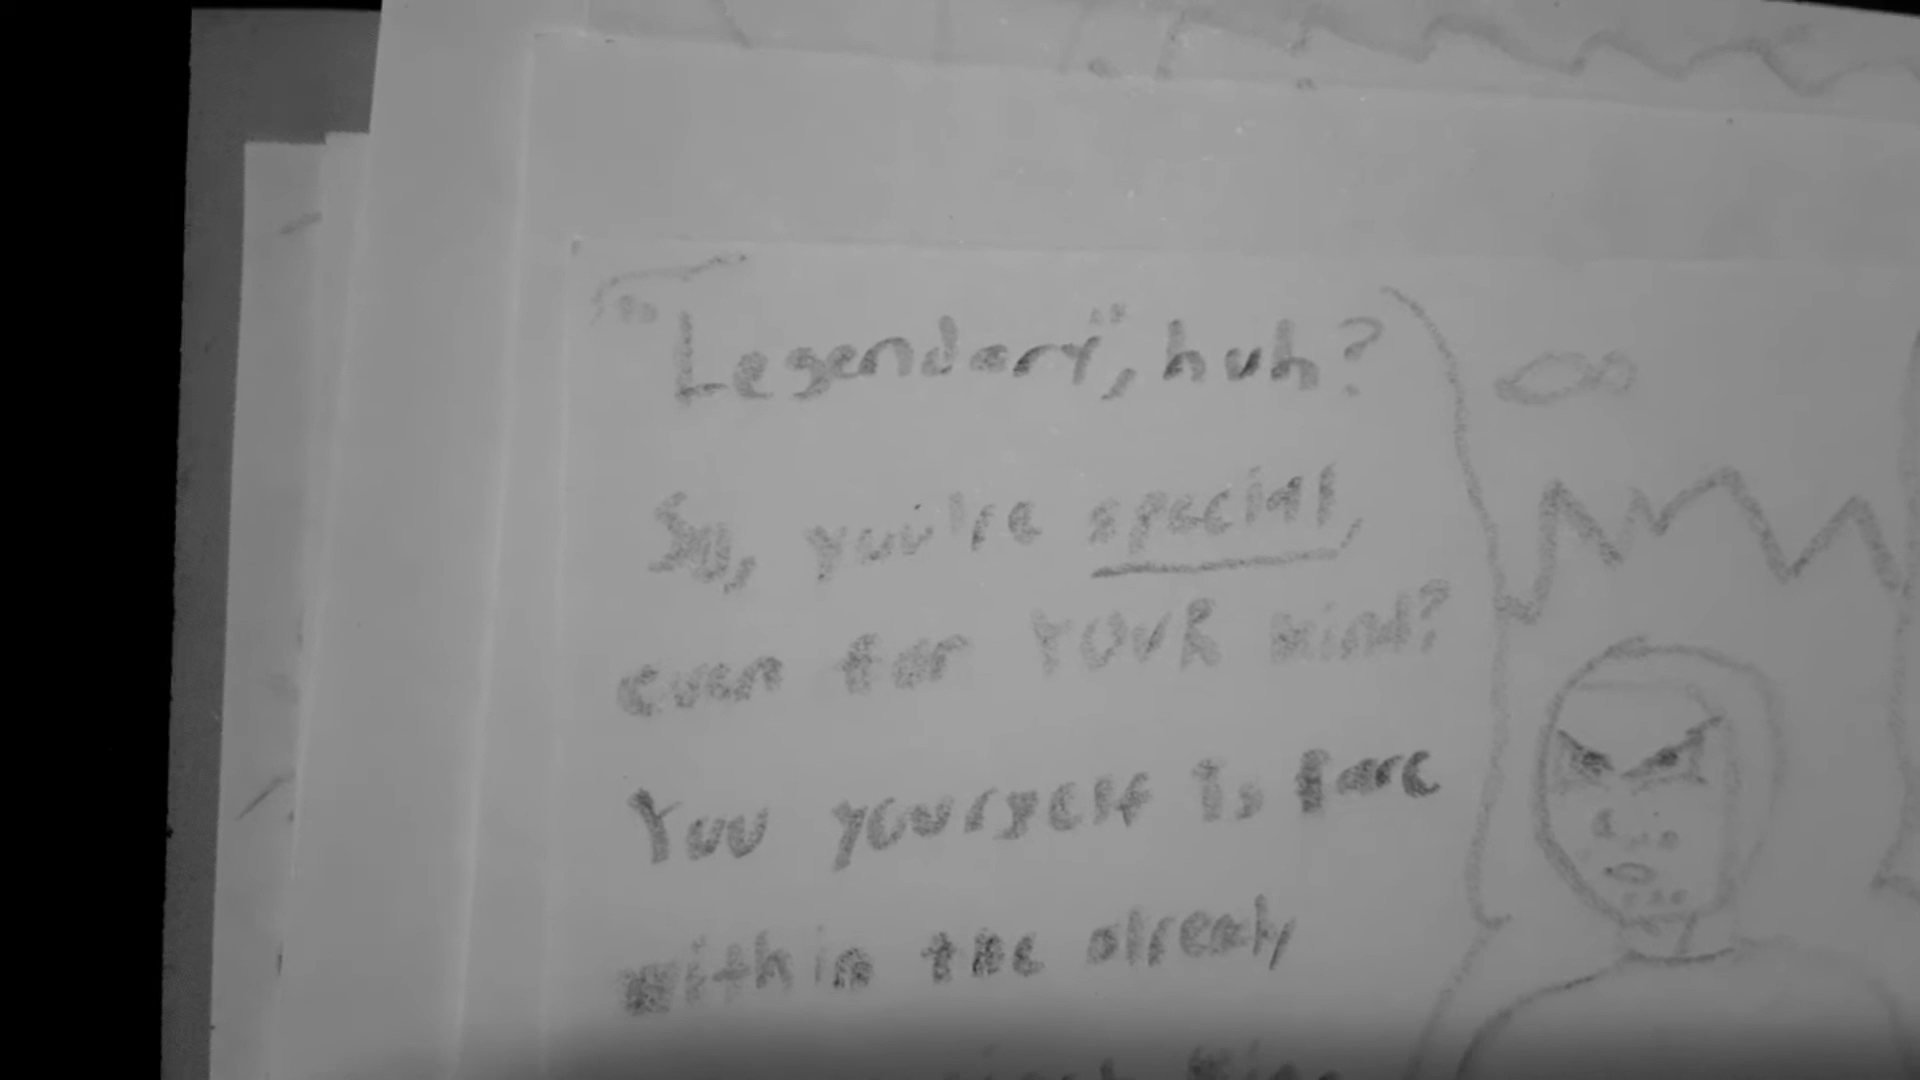 "Legendary", huh?
So, you're special,
even for YOUR kind?
You yourself is rare
within the already